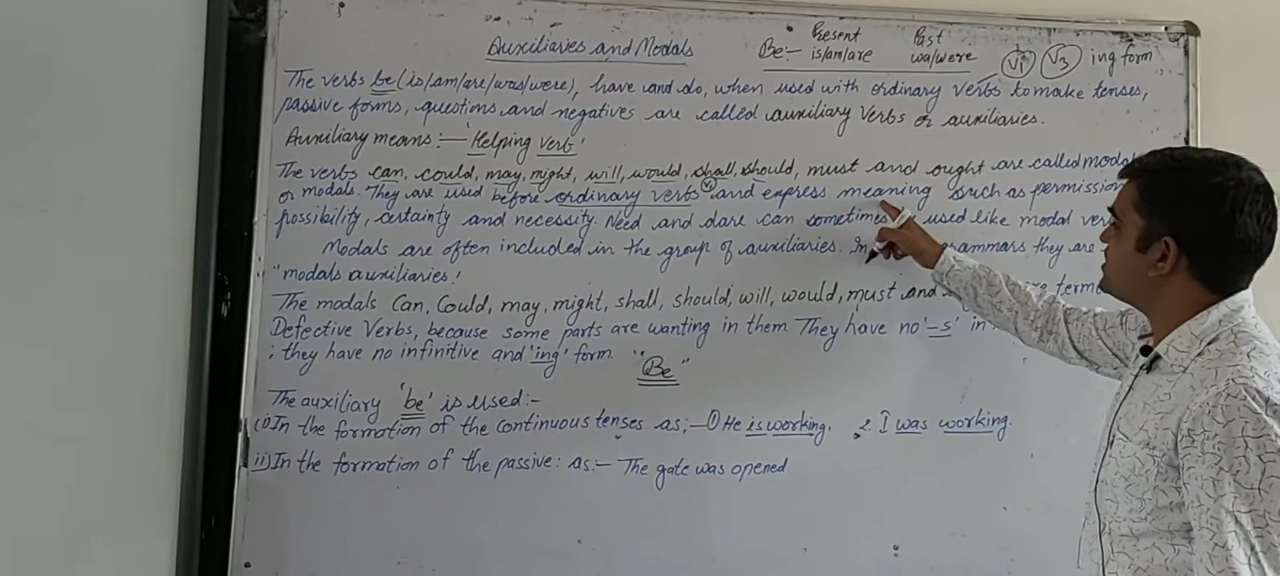 Auxiliaries and Modals
Present Past
Be:- is/am/are wa/were V1 V3 ing form
The verbs be (is/am/are/was/were), have and do, when used with ordinary verbs to make tenses,
passive forms, questions and negatives are called auxiliary verbs or auxiliaries.
Auxiliary means:— 'Helping verb'
The verbs can, could, may, might, will, would, shall, should, must and ought are called modal
or modals. They are used before ordinary verbs V1 and express meaning such as permission
possibility, certainty and necessity. Need and dare can sometimes used like modal ver
Modals are often included in the group of auxiliaries. In grammars they are
"modals auxiliaries!
The modals Can, Could, may, might, shall, should, will, would, must and term
Defective Verbs, because some parts are wanting in them They have no '-s' in
; they have no infinitive and 'ing' form "Be"
The auxiliary 'be' is used:-
(i) In the formation of the continuous tenses as;— ① He is working. 2. I was working.
ii) In the formation of the passive: as:— The gate was opened